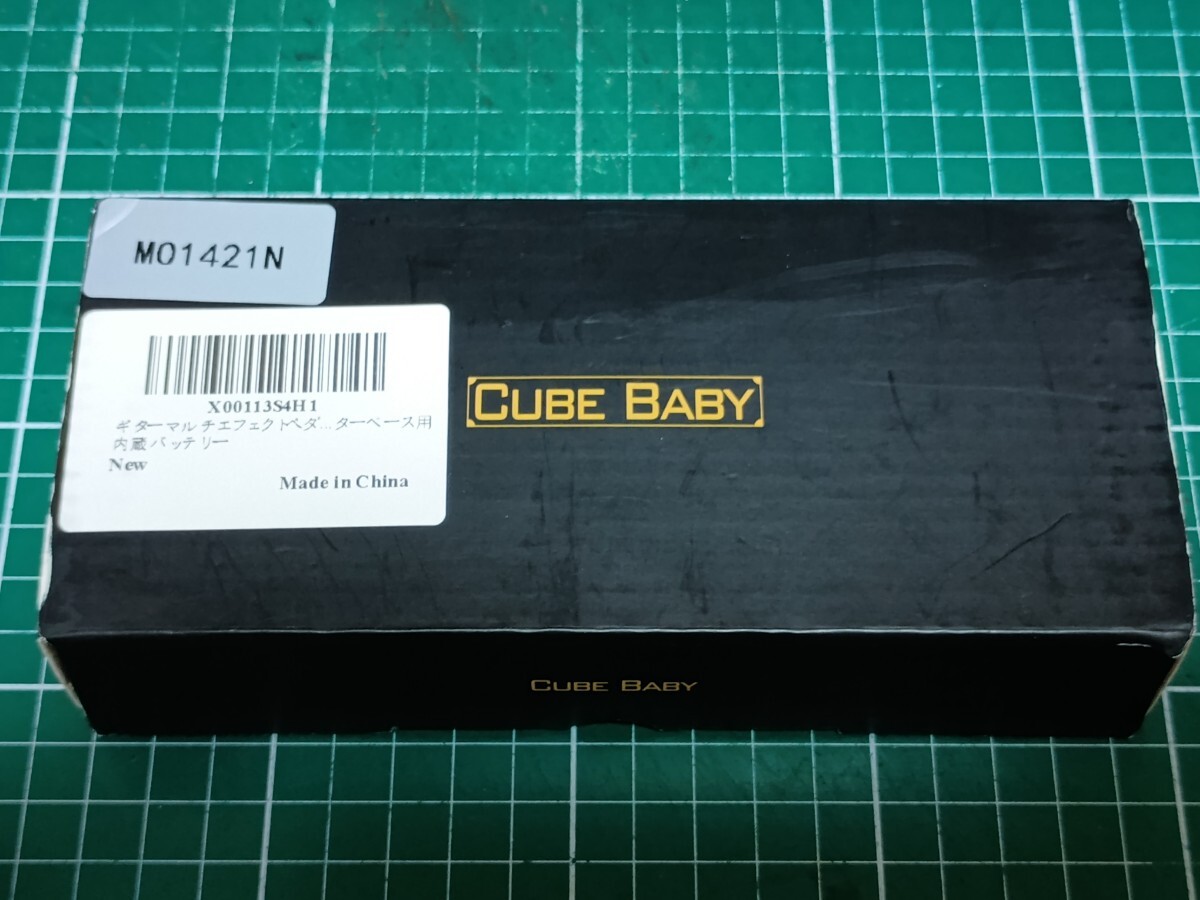 M01421N
X00113S4H1
ギターマルチエフェクトペダ...ターベース用
内蔵バッテリー
New
Made in China
CUBE BABY
CUBE BABY